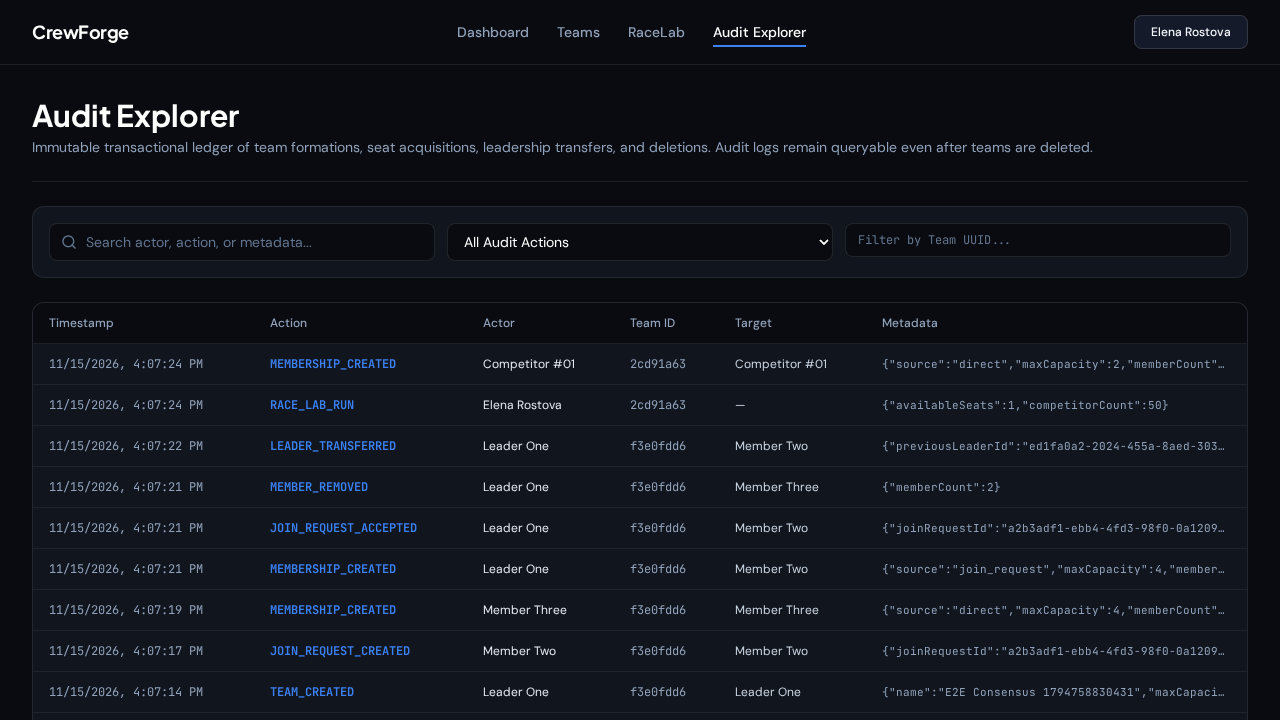 CrewForge
Dashboard Teams RaceLab Audit Explorer
Elena Rostova
Audit Explorer
Immutable transactional ledger of team formations, seat acquisitions, leadership transfers, and deletions. Audit logs remain queryable even after teams are deleted.
Search actor, action, or metadata...
All Audit Actions
Filter by Team UUID...
Timestamp Action Actor Team ID Target Metadata
11/15/2026, 4:07:24 PM MEMBERSHIP_CREATED Competitor #01 2cd91a63 Competitor #01 {"source":"direct","maxCapacity":2,"memberCount"…
11/15/2026, 4:07:24 PM RACE_LAB_RUN Elena Rostova 2cd91a63 — {"availableSeats":1,"competitorCount":50}
11/15/2026, 4:07:22 PM LEADER_TRANSFERRED Leader One f3e0fdd6 Member Two {"previousLeaderId":"ed1fa0a2-2024-455a-8aed-303…
11/15/2026, 4:07:21 PM MEMBER_REMOVED Leader One f3e0fdd6 Member Three {"memberCount":2}
11/15/2026, 4:07:21 PM JOIN_REQUEST_ACCEPTED Leader One f3e0fdd6 Member Two {"joinRequestId":"a2b3adf1-ebb4-4fd3-98f0-0a1209…
11/15/2026, 4:07:21 PM MEMBERSHIP_CREATED Leader One f3e0fdd6 Member Two {"source":"join_request","maxCapacity":4,"member…
11/15/2026, 4:07:19 PM MEMBERSHIP_CREATED Member Three f3e0fdd6 Member Three {"source":"direct","maxCapacity":4,"memberCount"…
11/15/2026, 4:07:17 PM JOIN_REQUEST_CREATED Member Two f3e0fdd6 Member Two {"joinRequestId":"a2b3adf1-ebb4-4fd3-98f0-0a1209…
11/15/2026, 4:07:14 PM TEAM_CREATED Leader One f3e0fdd6 Leader One {"name":"E2E Consensus 1794758830431","maxCapaci…